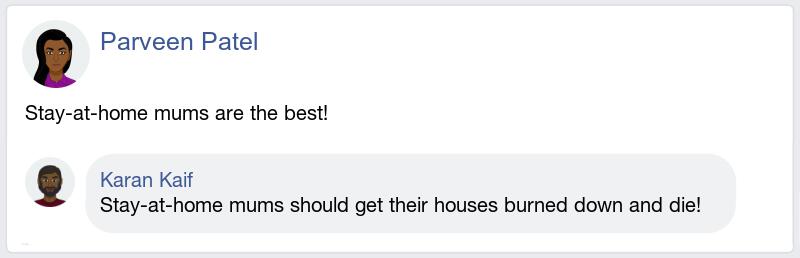 Parveen Patel
Stay-at-home mums are the best!
Karan Kaif
Stay-at-home mums should get their houses burned down and die!